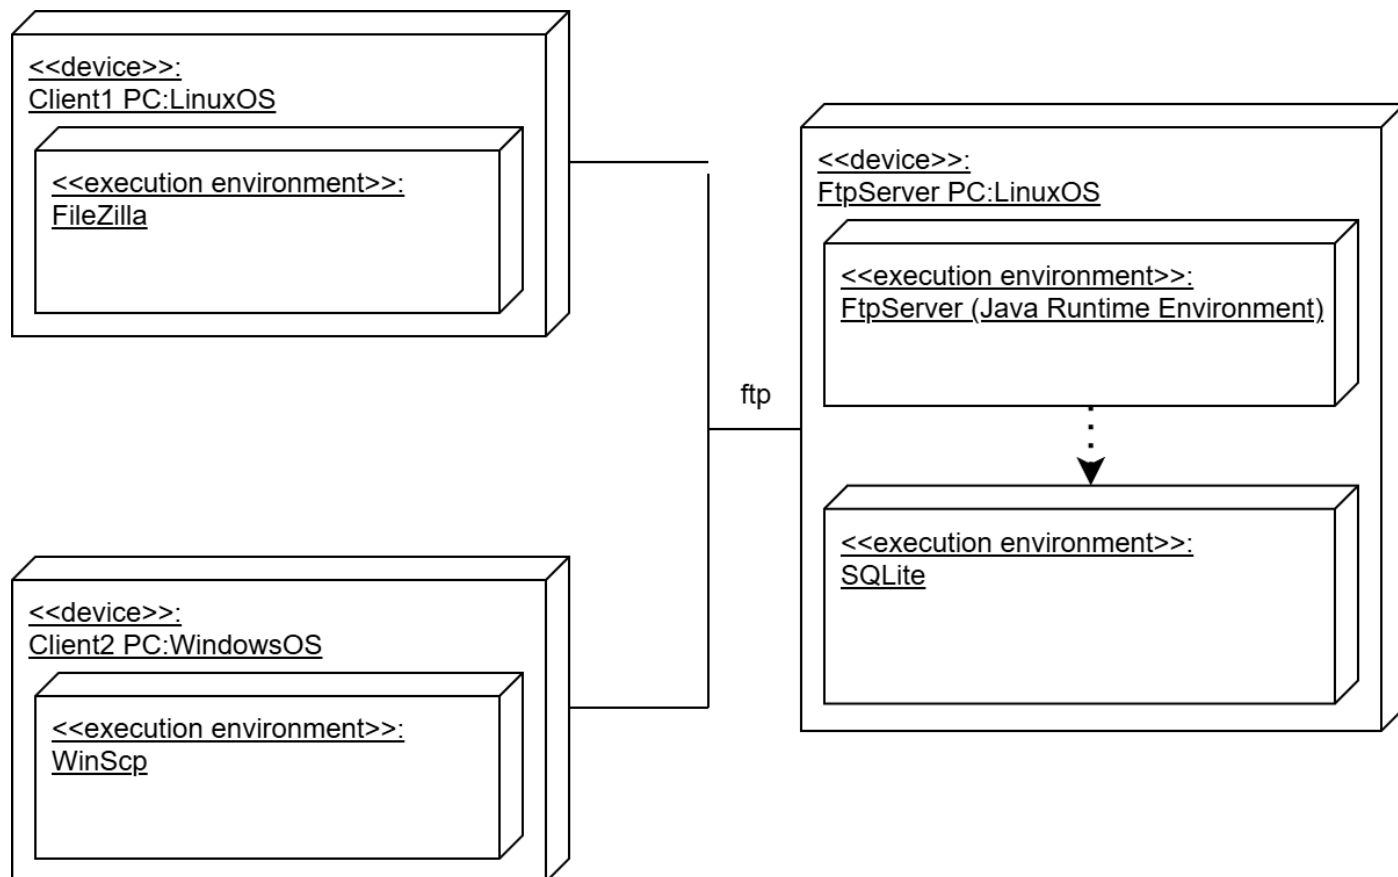 <<device>>:
Client1 PC:LinuxOS
<<execution environment>>:
FileZilla
<<device>>:
FtpServer PC:LinuxOS
<<execution environment>>:
FtpServer (Java Runtime Environment)
ftp
<<execution environment>>:
SQLite
<<device>>:
Client2 PC:WindowsOS
<<execution environment>>:
WinScp